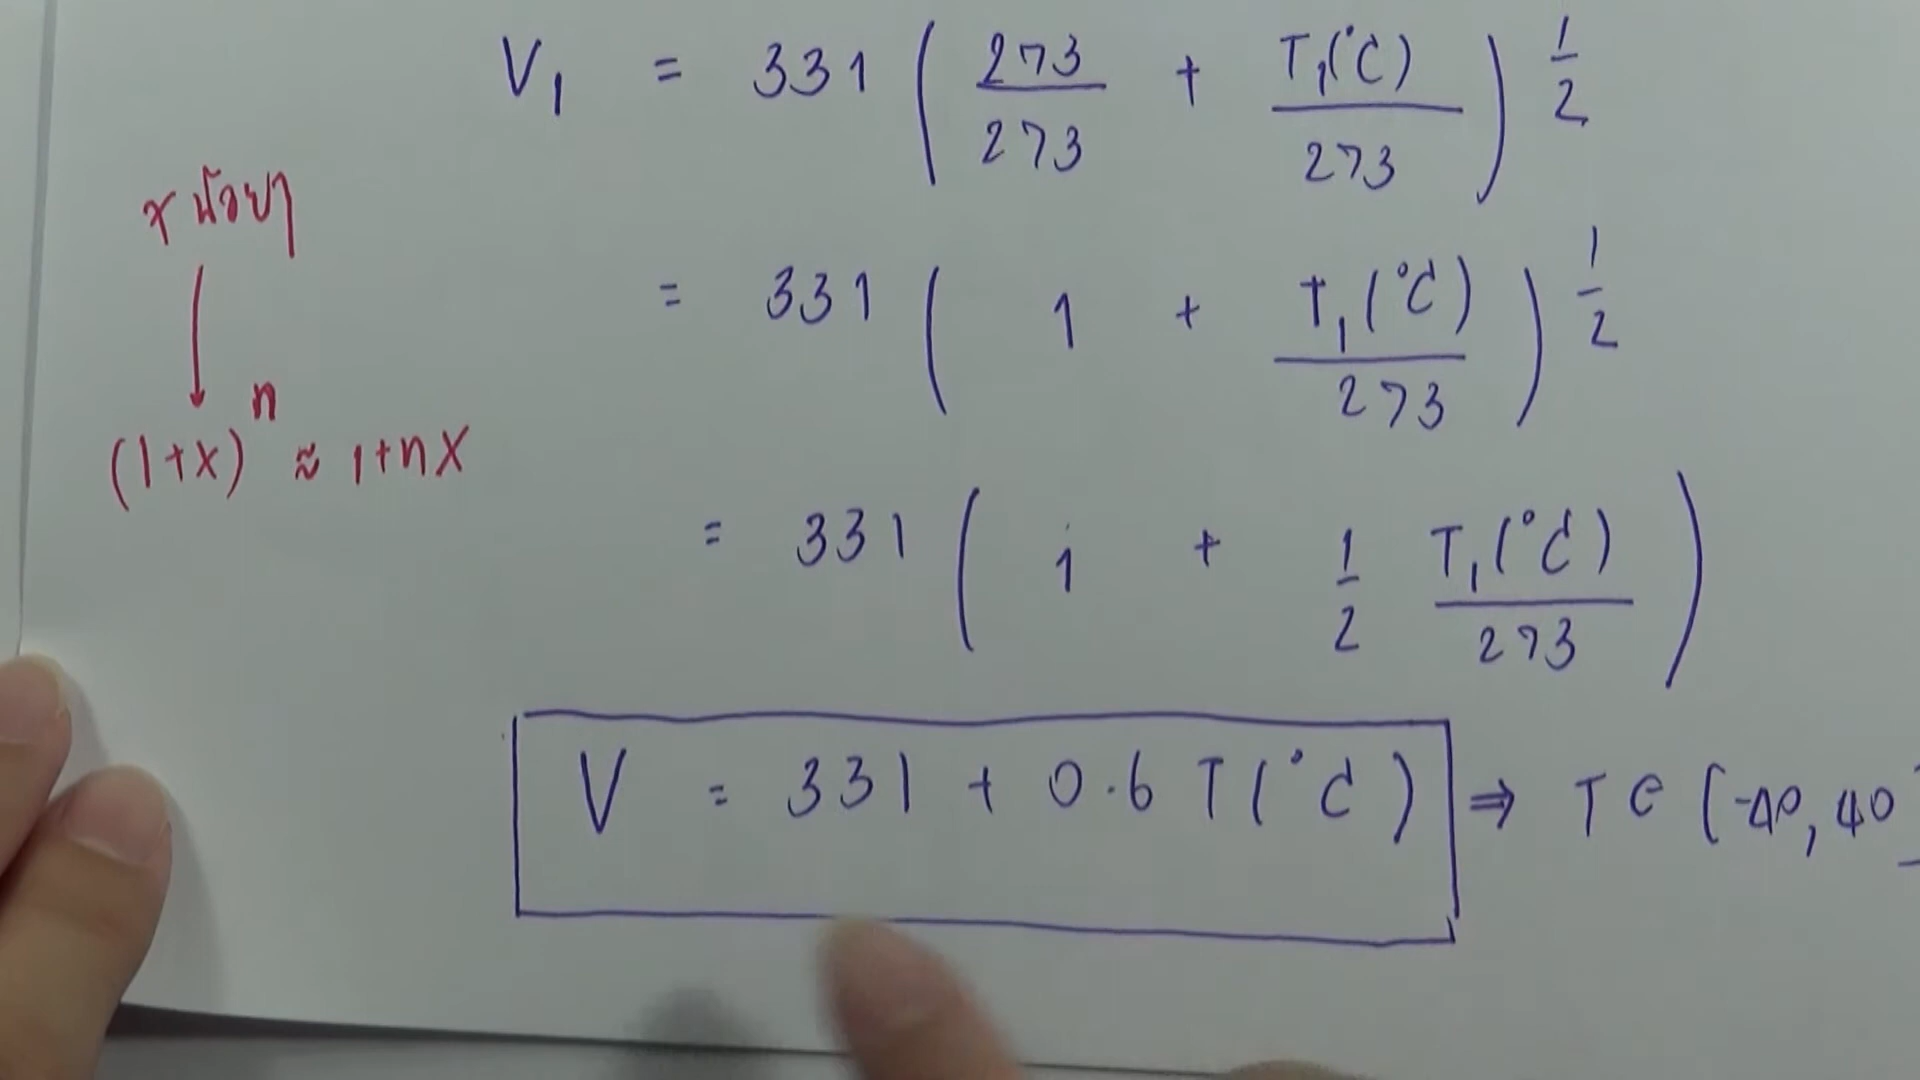 V₁ = 331 ( 273/273 + T₁(°C)/273 )^1/2
x น้อยๆ
= 331 ( 1 + T₁(°C)/273 )^1/2
(1+x)^n ≈ 1+nx
= 331 ( 1 + 1/2 T₁(°C)/273 )
V = 331 + 0.6 T(°C) ⇒ T ∈ [-40, 40]